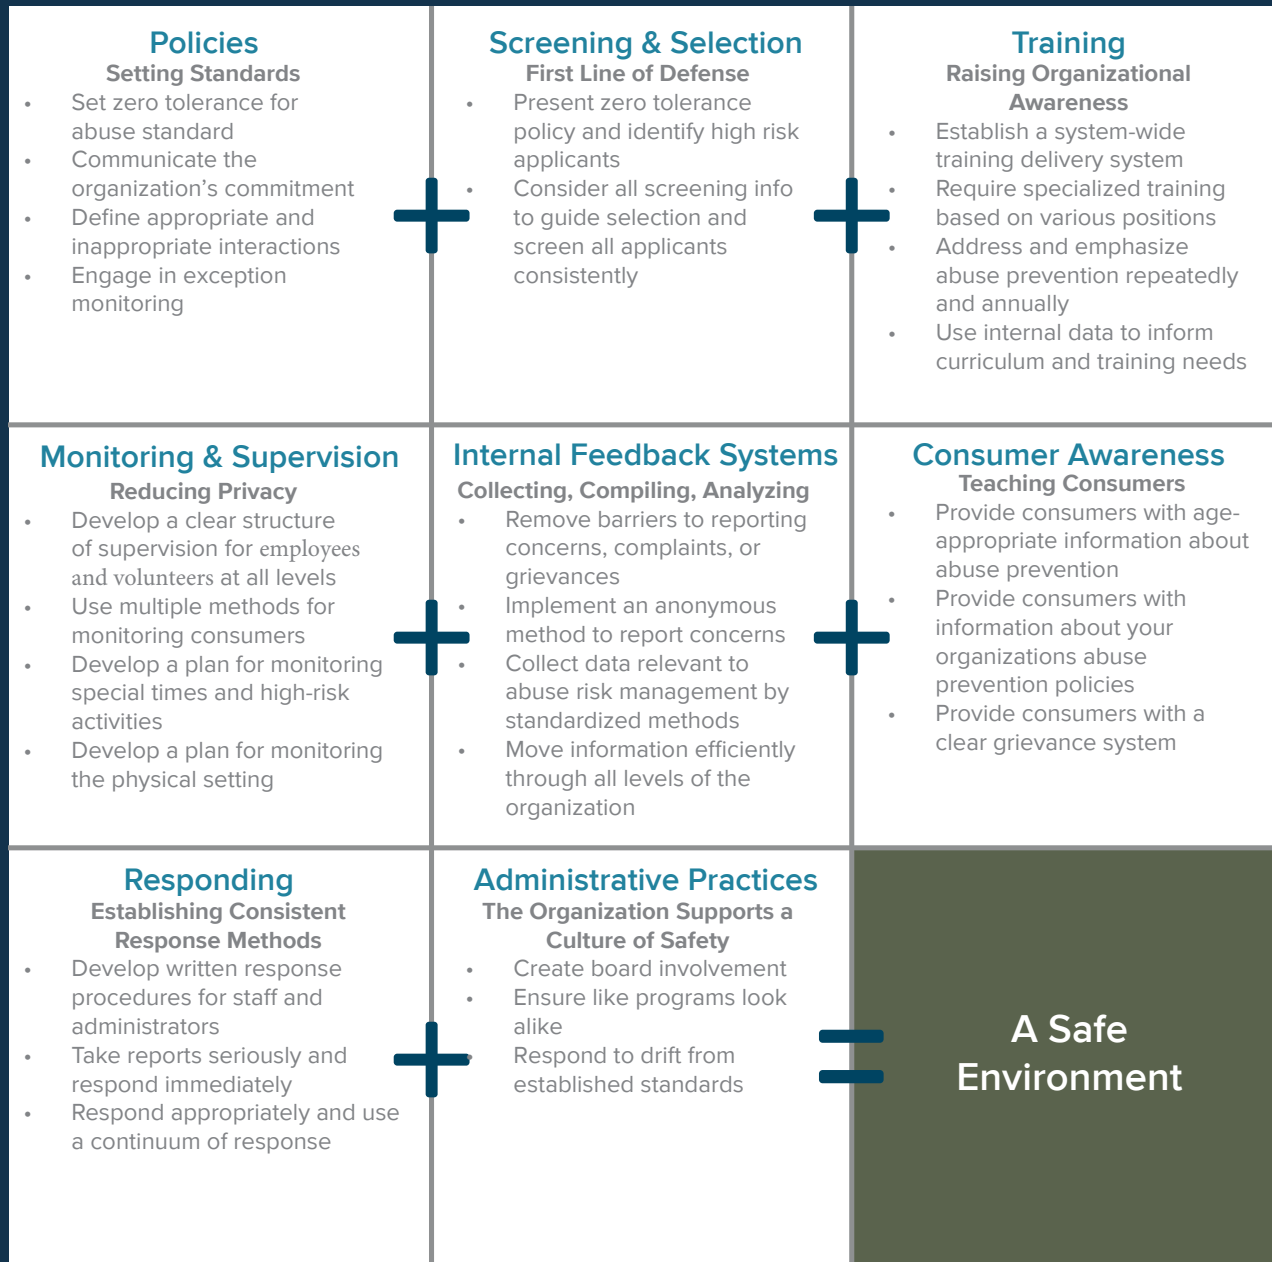 Policies
Setting Standards
• Set zero tolerance for
abuse standard
• Communicate the
organization’s commitment
• Define appropriate and
inappropriate interactions
• Engage in exception
monitoring
Screening & Selection
First Line of Defense
• Present zero tolerance
policy and identify high risk
applicants
• Consider all screening info
to guide selection and
screen all applicants
consistently
Training
Raising Organizational
Awareness
• Establish a system-wide
training delivery system
• Require specialized training
based on various positions
• Address and emphasize
abuse prevention repeatedly
and annually
• Use internal data to inform
curriculum and training needs
Monitoring & Supervision
Reducing Privacy
• Develop a clear structure
of supervision for employees
and volunteers at all levels
• Use multiple methods for
monitoring consumers
• Develop a plan for monitoring
special times and high-risk
activities
• Develop a plan for monitoring
the physical setting
Internal Feedback Systems
Collecting, Compiling, Analyzing
• Remove barriers to reporting
concerns, complaints, or
grievances
• Implement an anonymous
method to report concerns
• Collect data relevant to
abuse risk management by
standardized methods
• Move information efficiently
through all levels of the
organization
Consumer Awareness
Teaching Consumers
• Provide consumers with age-
appropriate information about
abuse prevention
• Provide consumers with
information about your
organizations abuse
prevention policies
• Provide consumers with a
clear grievance system
Responding
Establishing Consistent
Response Methods
• Develop written response
procedures for staff and
administrators
• Take reports seriously and
respond immediately
• Respond appropriately and use
a continuum of response
Administrative Practices
The Organization Supports a
Culture of Safety
• Create board involvement
• Ensure like programs look
alike
• Respond to drift from
established standards
A Safe
Environment